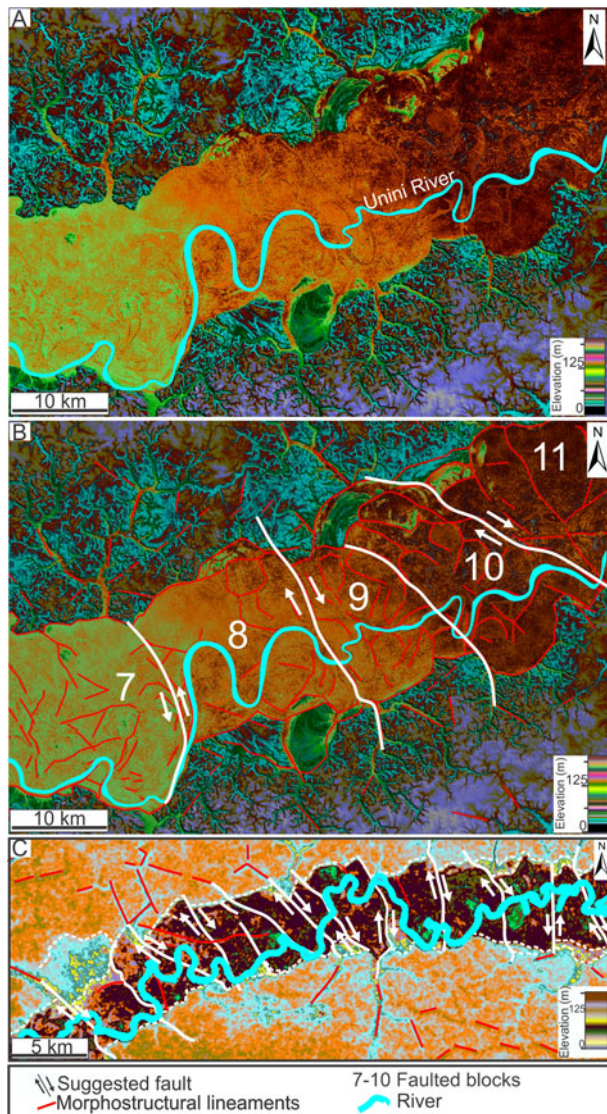 A
N
Unini River
10 km
Elevation (m)
125
0
B
N
11
10
9
8
7
10 km
Elevation (m)
125
0
C
N
5 km
Elevation (m)
125
0
Suggested fault
7-10 Faulted blocks
Morphostructural lineaments
River